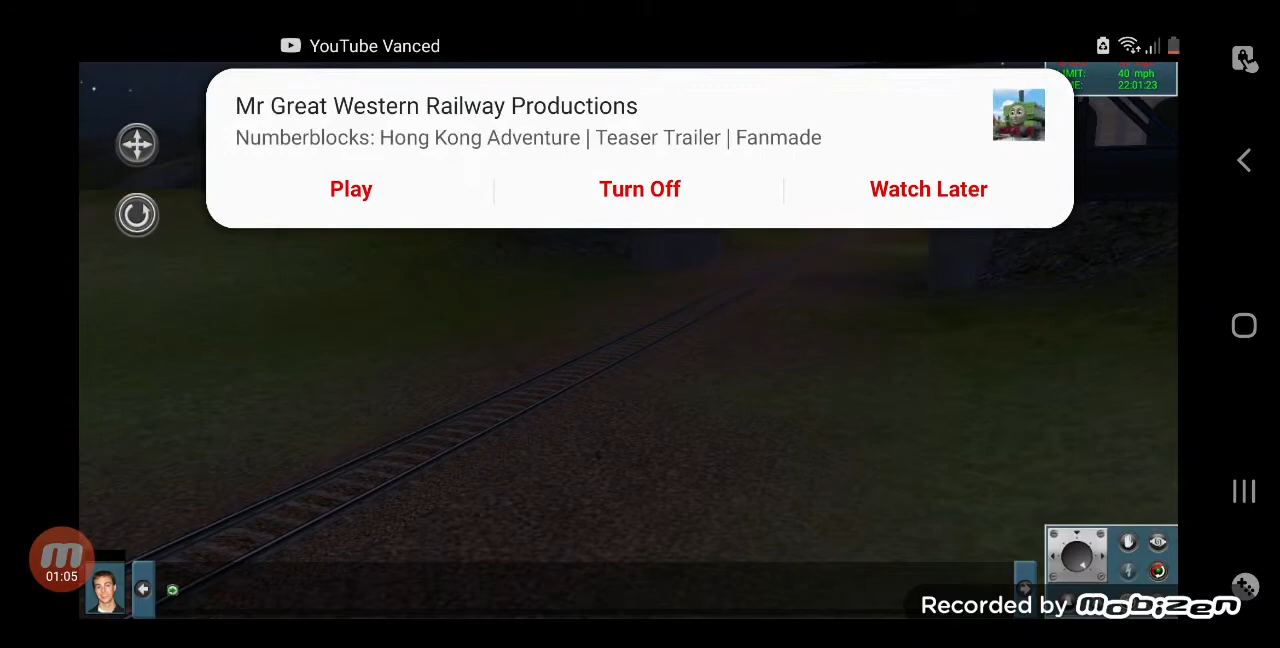 YouTube Vanced
Mr Great Western Railway Productions
Numberblocks: Hong Kong Adventure | Teaser Trailer | Fanmade
Play
Turn Off
Watch Later
40 mph
22:01:23
01:05
Recorded by Mobizen